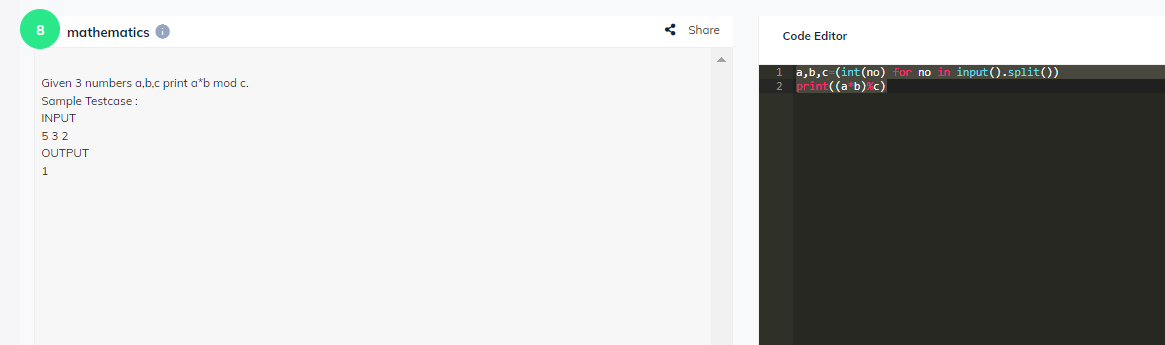 8 mathematics i Share
Given 3 numbers a,b,c print a*b mod c.
Sample Testcase :
INPUT
5 3 2
OUTPUT
1
Code Editor
1 a,b,c=(int(no) for no in input().split())
2 print((a*b)%c)